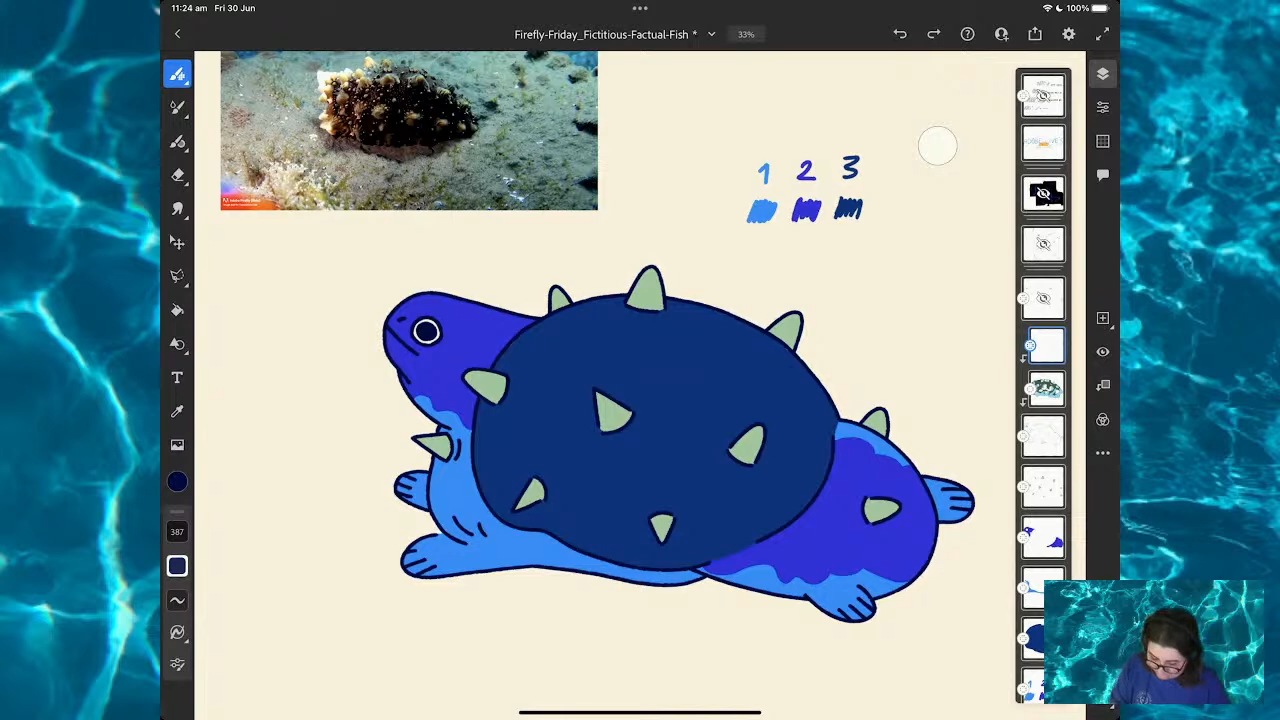 11:24 am Fri 30 Jun
100%
Firefly-Friday_Fictitious-Factual-Fish *
33%
1 2 3
T
387